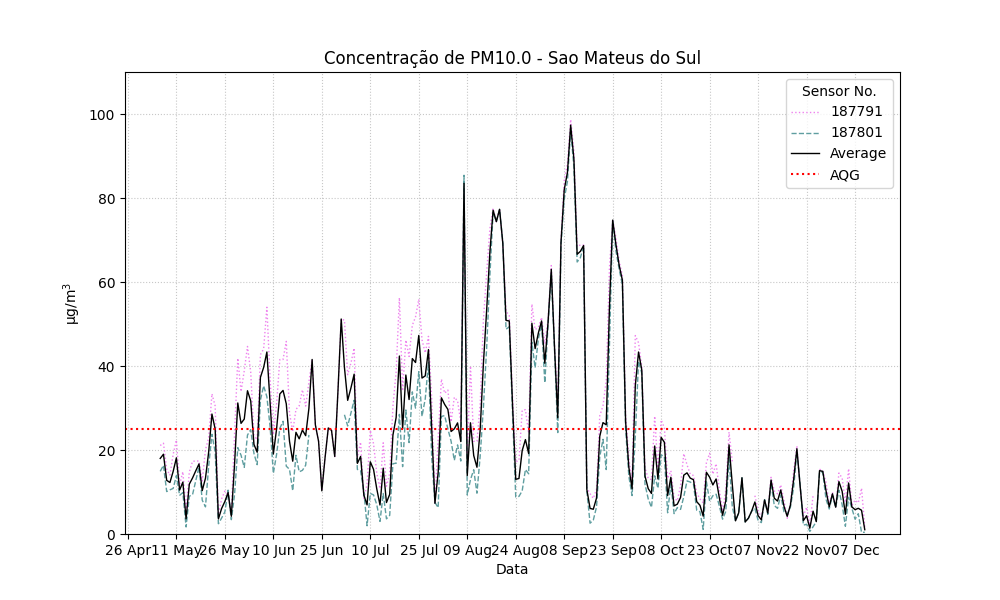 Concentração de PM10.0 - Sao Mateus do Sul
Sensor No.
187791
187801
Average
AQG
100
80
60
40
20
0
µg/m³
26 Apr 11 May 26 May 10 Jun 25 Jun 10 Jul 25 Jul 09 Aug 24 Aug 08 Sep 23 Sep 08 Oct 23 Oct 07 Nov 22 Nov 07 Dec
Data